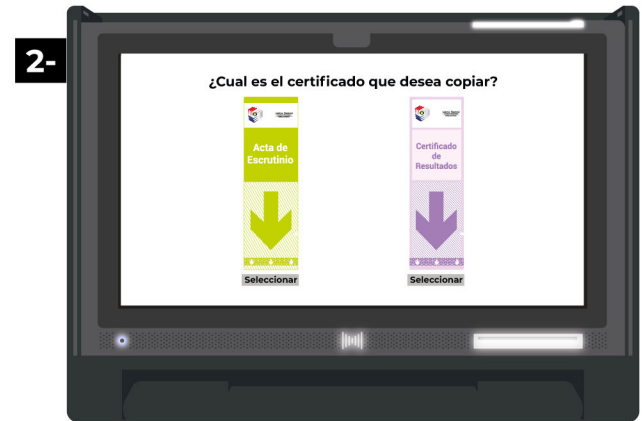 2-
¿Cual es el certificado que desea copiar?
Acta de
Escrutinio
Certificado
de
Resultados
Seleccionar
Seleccionar